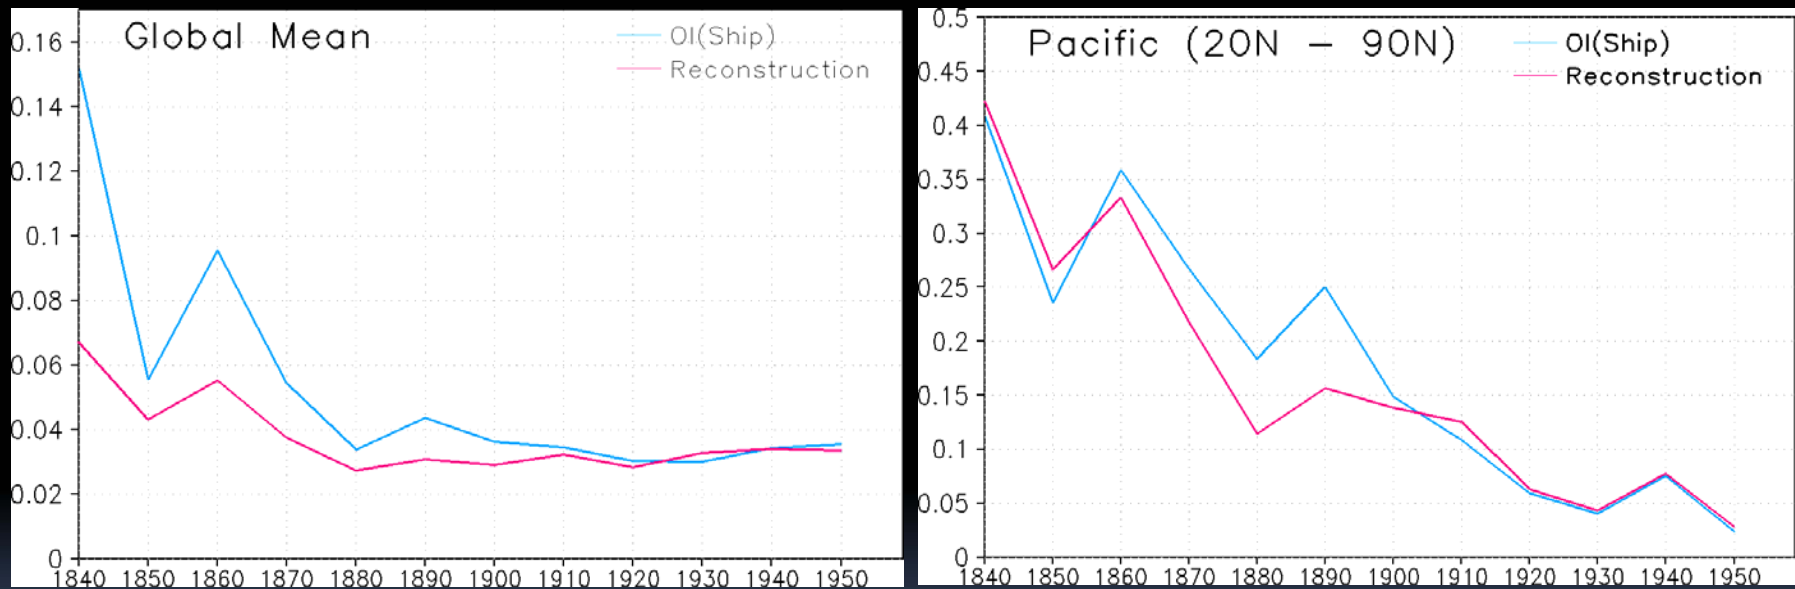 Global Mean
OI(Ship)
Reconstruction
0.16
0.14
0.12
0.1
0.08
0.06
0.04
0.02
0
1840 1850 1860 1870 1880 1890 1900 1910 1920 1930 1940 1950
Pacific (20N – 90N)
OI(Ship)
Reconstruction
0.5
0.45
0.4
0.35
0.3
0.25
0.2
0.15
0.1
0.05
0
1840 1850 1860 1870 1880 1890 1900 1910 1920 1930 1940 1950